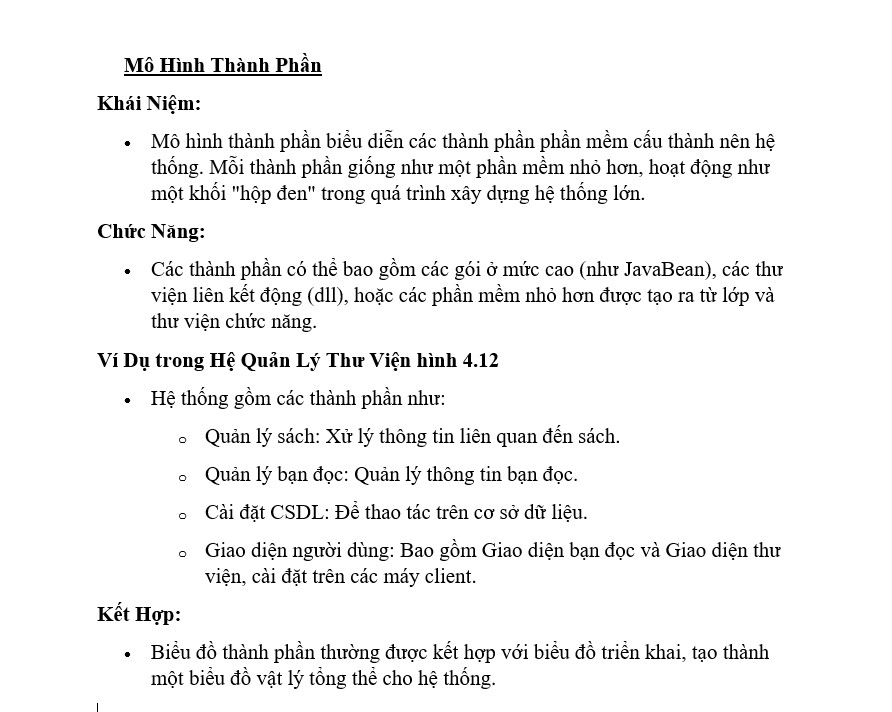 Mô Hình Thành Phần
Khái Niệm:
• Mô hình thành phần biểu diễn các thành phần phần mềm cấu thành nên hệ
thống. Mỗi thành phần giống như một phần mềm nhỏ hơn, hoạt động như
một khối "hộp đen" trong quá trình xây dựng hệ thống lớn.
Chức Năng:
• Các thành phần có thể bao gồm các gói ở mức cao (như JavaBean), các thư
viện liên kết động (dll), hoặc các phần mềm nhỏ hơn được tạo ra từ lớp và
thư viện chức năng.
Ví Dụ trong Hệ Quản Lý Thư Viện hình 4.12
• Hệ thống gồm các thành phần như:
o Quản lý sách: Xử lý thông tin liên quan đến sách.
o Quản lý bạn đọc: Quản lý thông tin bạn đọc.
o Cài đặt CSDL: Để thao tác trên cơ sở dữ liệu.
o Giao diện người dùng: Bao gồm Giao diện bạn đọc và Giao diện thư
viện, cài đặt trên các máy client.
Kết Hợp:
• Biểu đồ thành phần thường được kết hợp với biểu đồ triển khai, tạo thành
một biểu đồ vật lý tổng thể cho hệ thống.